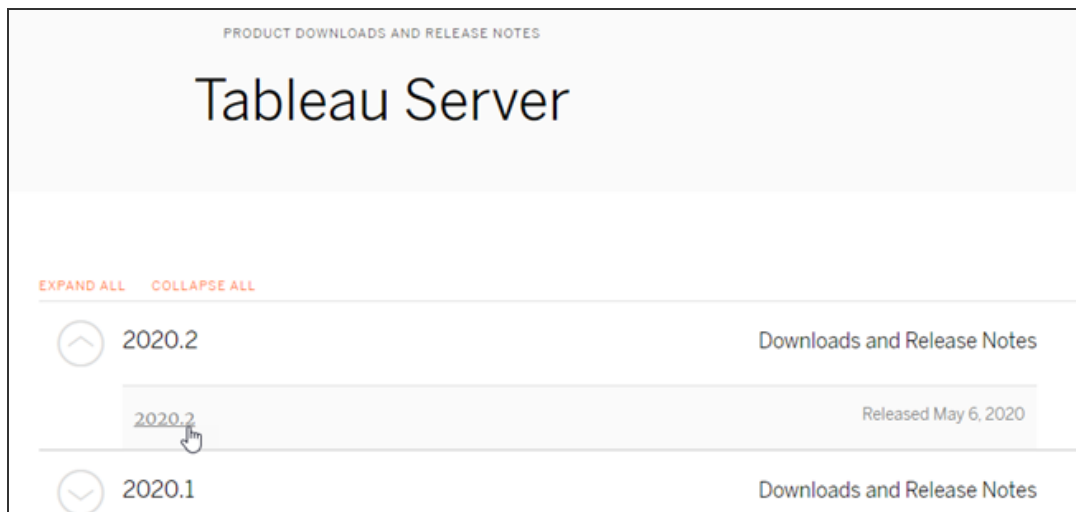 PRODUCT DOWNLOADS AND RELEASE NOTES
Tableau Server
EXPAND ALL COLLAPSE ALL
2020.2 Downloads and Release Notes
2020.2 Released May 6, 2020
2020.1 Downloads and Release Notes